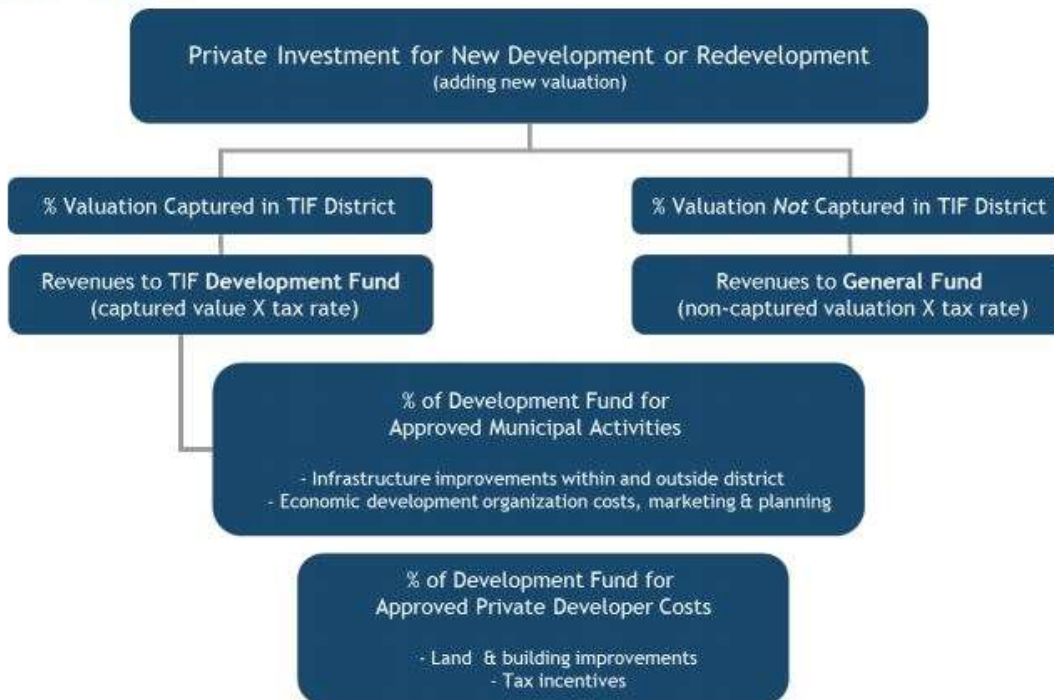 Private Investment for New Development or Redevelopment
(adding new valuation)
% Valuation Captured in TIF District
% Valuation Not Captured in TIF District
Revenues to TIF Development Fund
(captured value X tax rate)
Revenues to General Fund
(non-captured valuation X tax rate)
% of Development Fund for
Approved Municipal Activities
- Infrastructure improvements within and outside district
- Economic development organization costs, marketing & planning
% of Development Fund for
Approved Private Developer Costs
- Land & building improvements
- Tax incentives